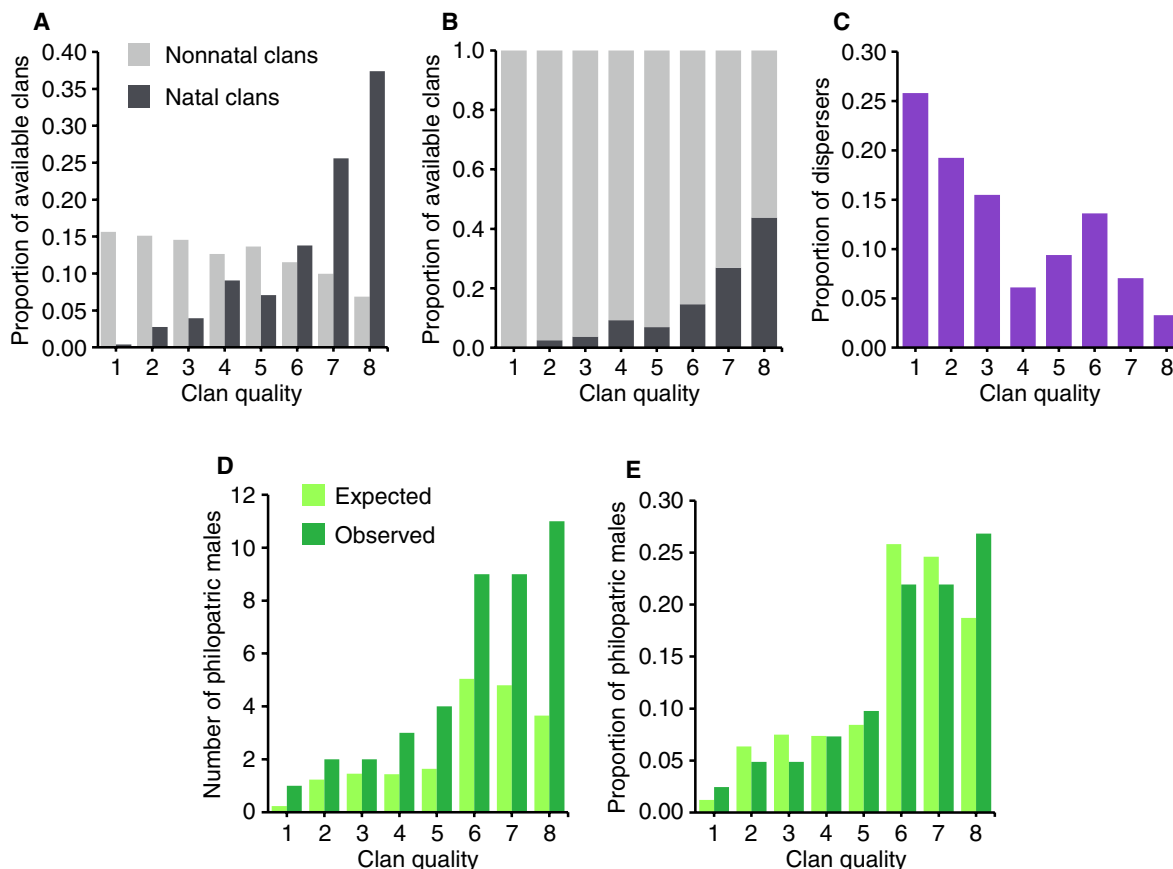 A
Proportion of available clans
0.40
0.35
0.30
0.25
0.20
0.15
0.10
0.05
0.00
Nonnatal clans
Natal clans
1 2 3 4 5 6 7 8
Clan quality
B
Proportion of available clans
1.0
0.8
0.6
0.4
0.2
0.0
1 2 3 4 5 6 7 8
Clan quality
C
Proportion of dispersers
0.30
0.25
0.20
0.15
0.10
0.05
0.00
1 2 3 4 5 6 7 8
Clan quality
D
Number of philopatric males
12
10
8
6
4
2
0
Expected
Observed
1 2 3 4 5 6 7 8
Clan quality
E
Proportion of philopatric males
0.30
0.25
0.20
0.15
0.10
0.05
0.00
1 2 3 4 5 6 7 8
Clan quality